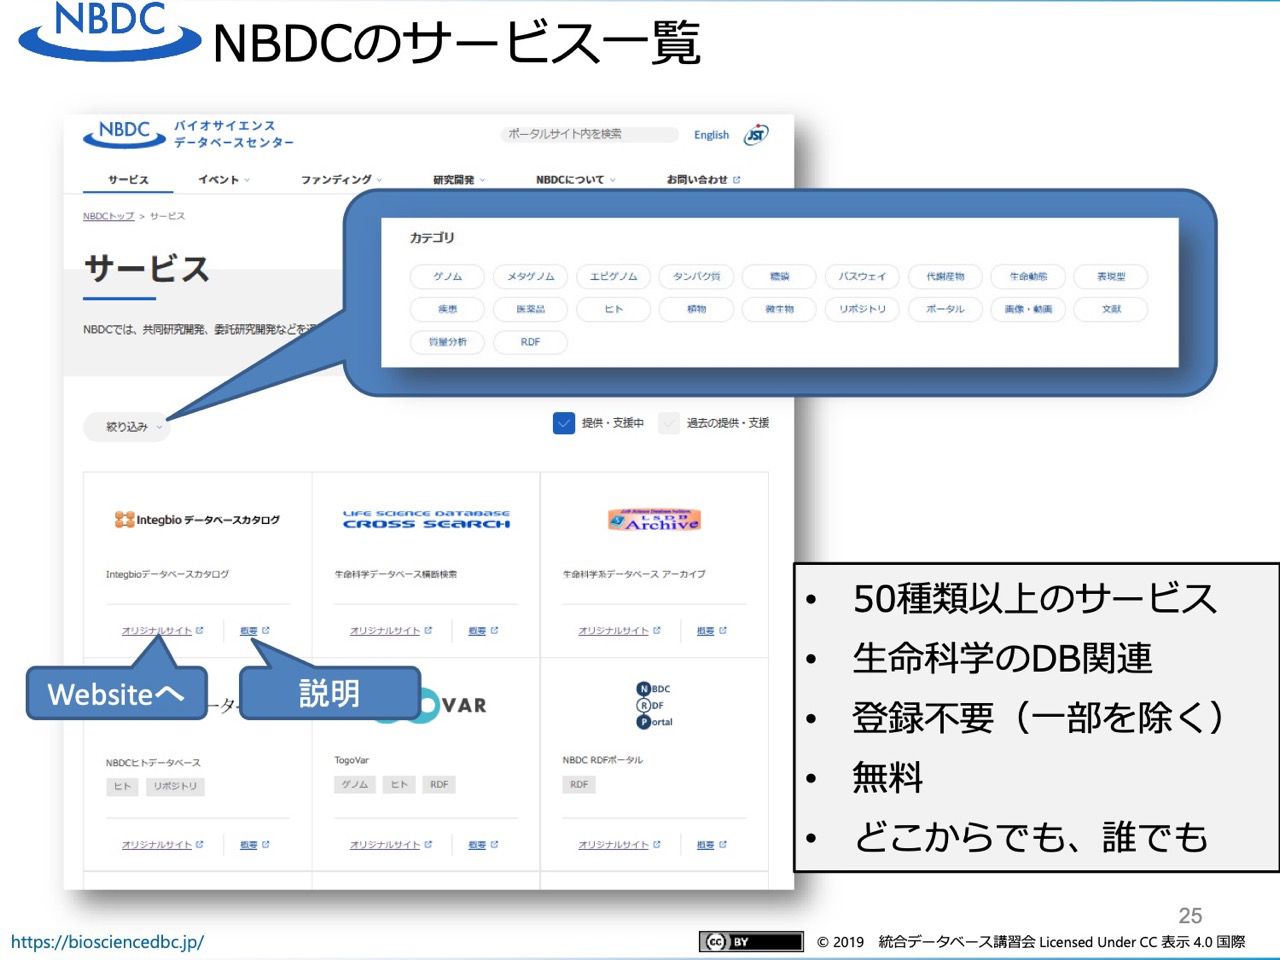 NBDC
NBDCのサービス一覧
NBDC バイオサイエンス
データベースセンター
ポータルサイト内を検索
English
JST
サービス
イベント
ファンディング
研究開発
NBDCについて
お問い合わせ
NBDCトップ > サービス
サービス
NBDCでは、共同研究開発、委託研究開発などを通
カテゴリ
ゲノム メタゲノム エピゲノム タンパク質 糖鎖 パスウェイ 代謝産物 生命動態 表現型
疾患 医薬品 ヒト 植物 微生物 リポジトリ ポータル 画像・動画 文献
質量分析 RDF
絞り込み
提供・支援中
過去の提供・支援
Integbio データベースカタログ
LIFE SCIENCE DATABASE
CROSS SEARCH
LSDB
Archive
Integbioデータベースカタログ
生命科学データベース横断検索
生命科学系データベース アーカイブ
オリジナルサイト 概要
オリジナルサイト 概要
オリジナルサイト 概要
Websiteへ
説明
ータ
VAR
NBDC
RDF
Portal
NBDCヒトデータベース
ヒト リポジトリ
TogoVar
ゲノム ヒト RDF
NBDC RDFポータル
RDF
オリジナルサイト 概要
オリジナルサイト 概要
オリジナルサイト 概要
• 50種類以上のサービス
• 生命科学のDB関連
• 登録不要（一部を除く）
• 無料
• どこからでも、誰でも
25
https://biosciencedbc.jp/
CC BY
© 2019 統合データベース講習会 Licensed Under CC 表示 4.0 国際